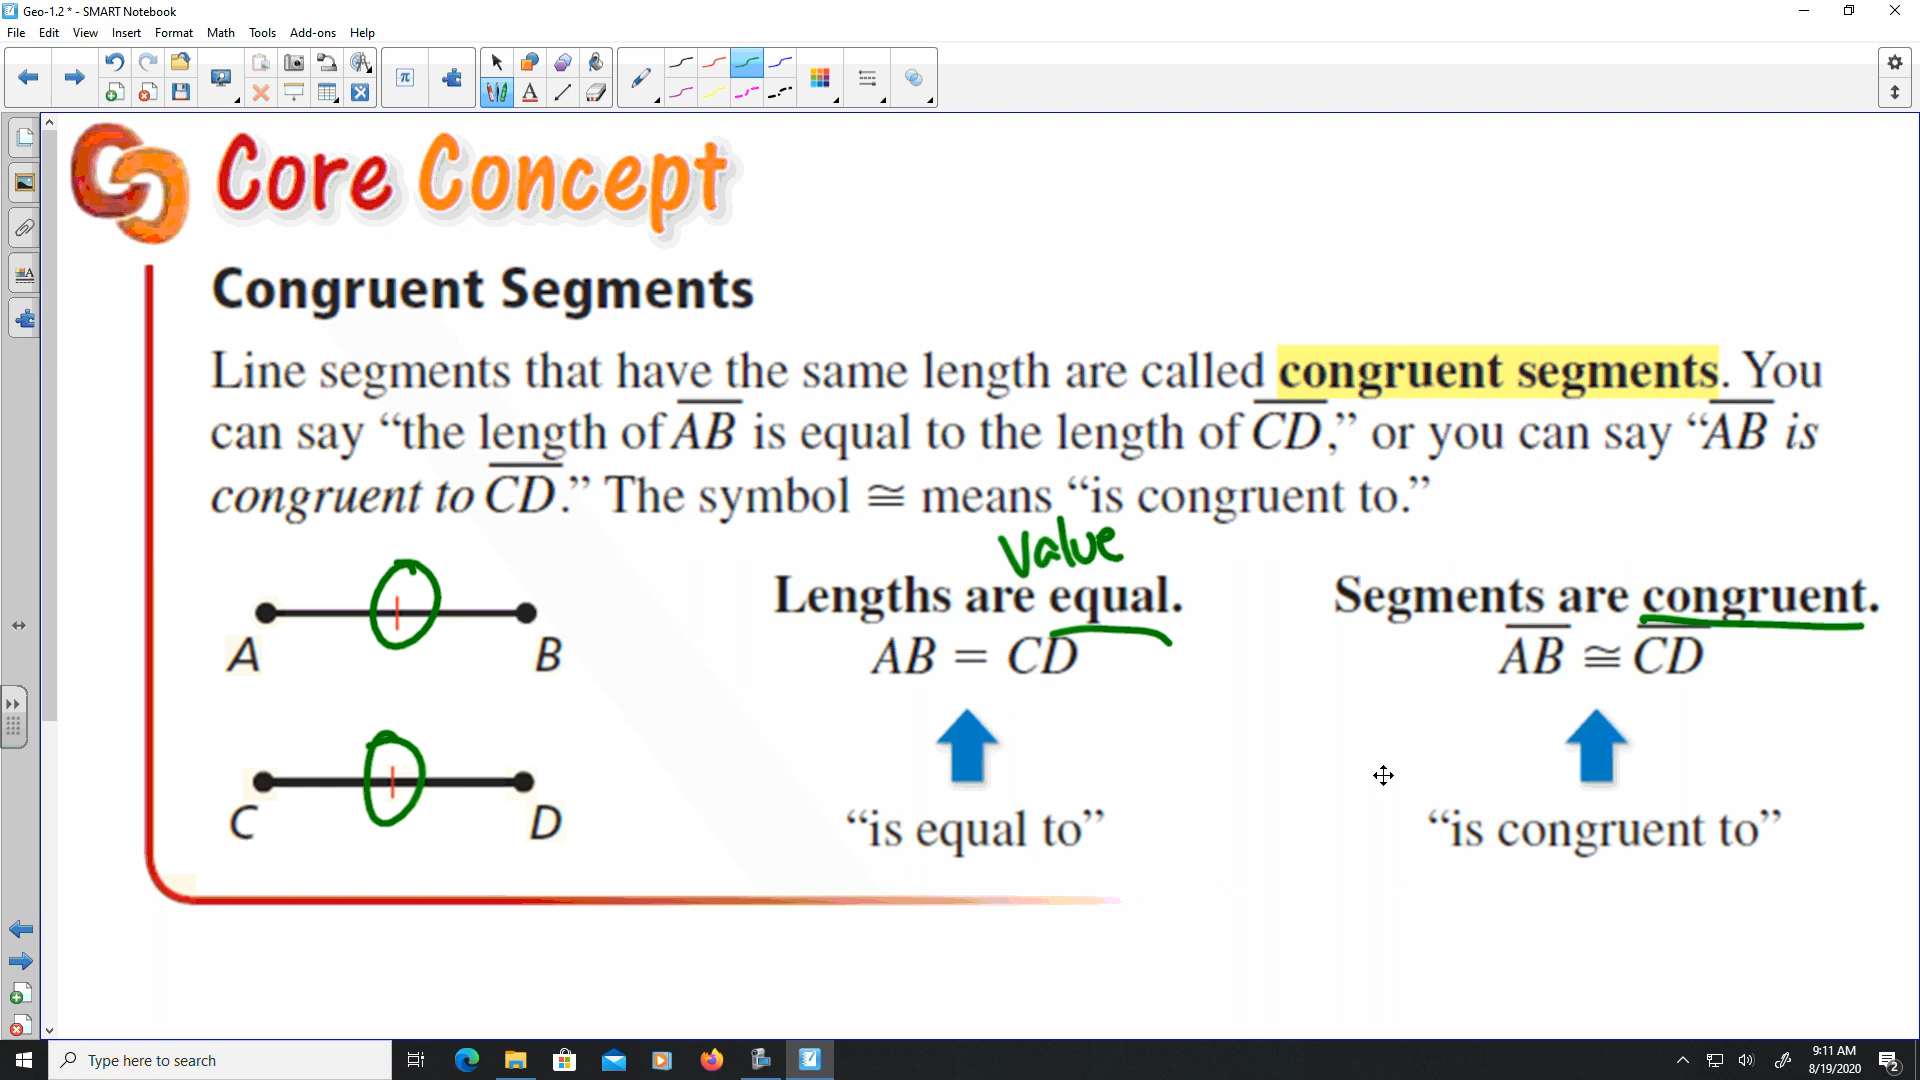 Geo-1.2 * - SMART Notebook
File Edit View Insert Format Math Tools Add-ons Help
Core Concept
Congruent Segments
Line segments that have the same length are called congruent segments. You
can say “the length of AB is equal to the length of CD,” or you can say “AB is
congruent to CD.” The symbol ≅ means “is congruent to.”
value
Lengths are equal.
Segments are congruent.
A B
AB = CD
AB ≅ CD
C D
“is equal to”
“is congruent to”
Type here to search
9:11 AM
8/19/2020
2